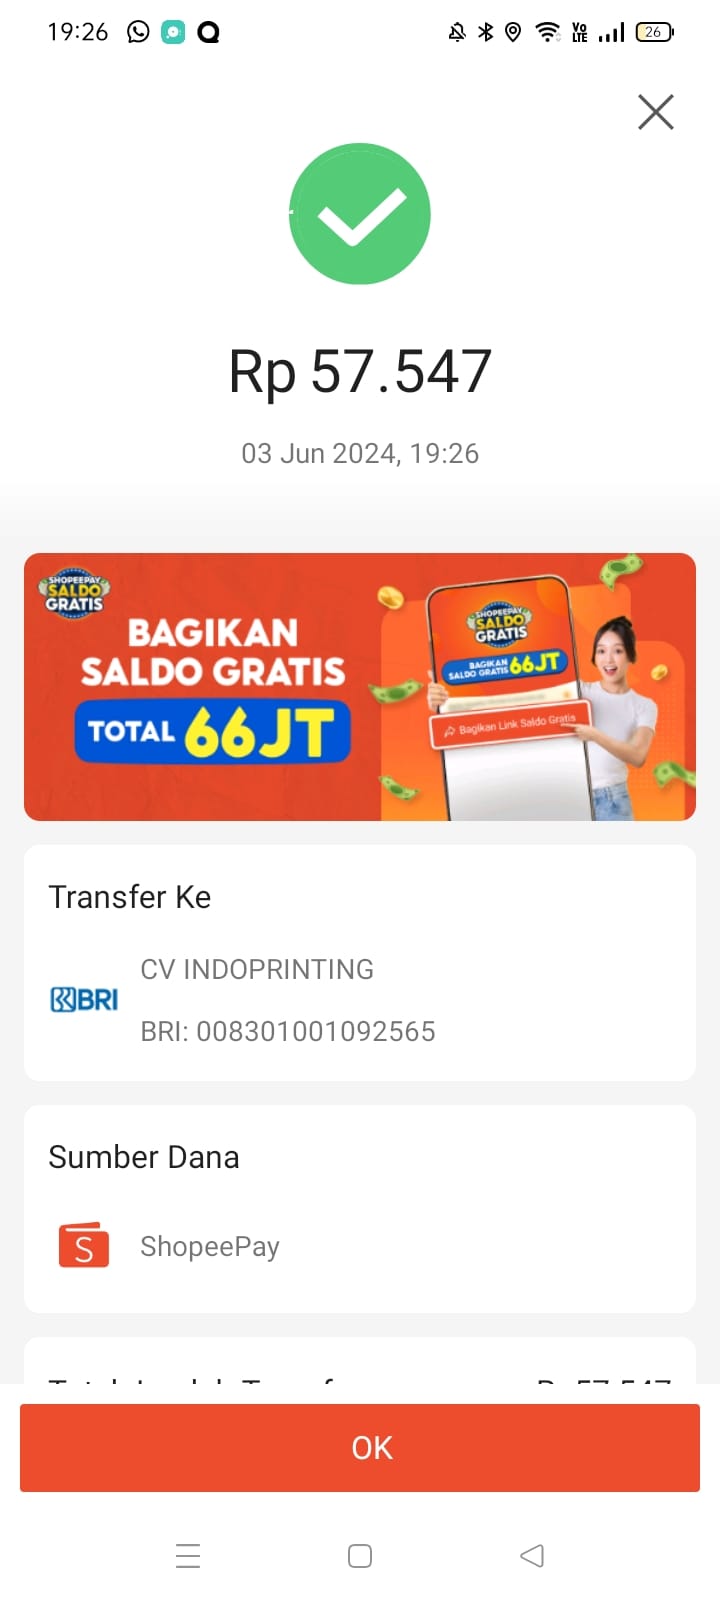 19:26
VO
LTE
26
Rp 57.547
03 Jun 2024, 19:26
SHOPEEPAY
SALDO
GRATIS
BAGIKAN
SALDO GRATIS
TOTAL 66JT
SHOPEEPAY
SALDO
GRATIS
BAGIKAN
SALDO GRATIS 66JT
Bagikan Link Saldo Gratis
Transfer Ke
CV INDOPRINTING
BRI
BRI: 008301001092565
Sumber Dana
S
ShopeePay
OK